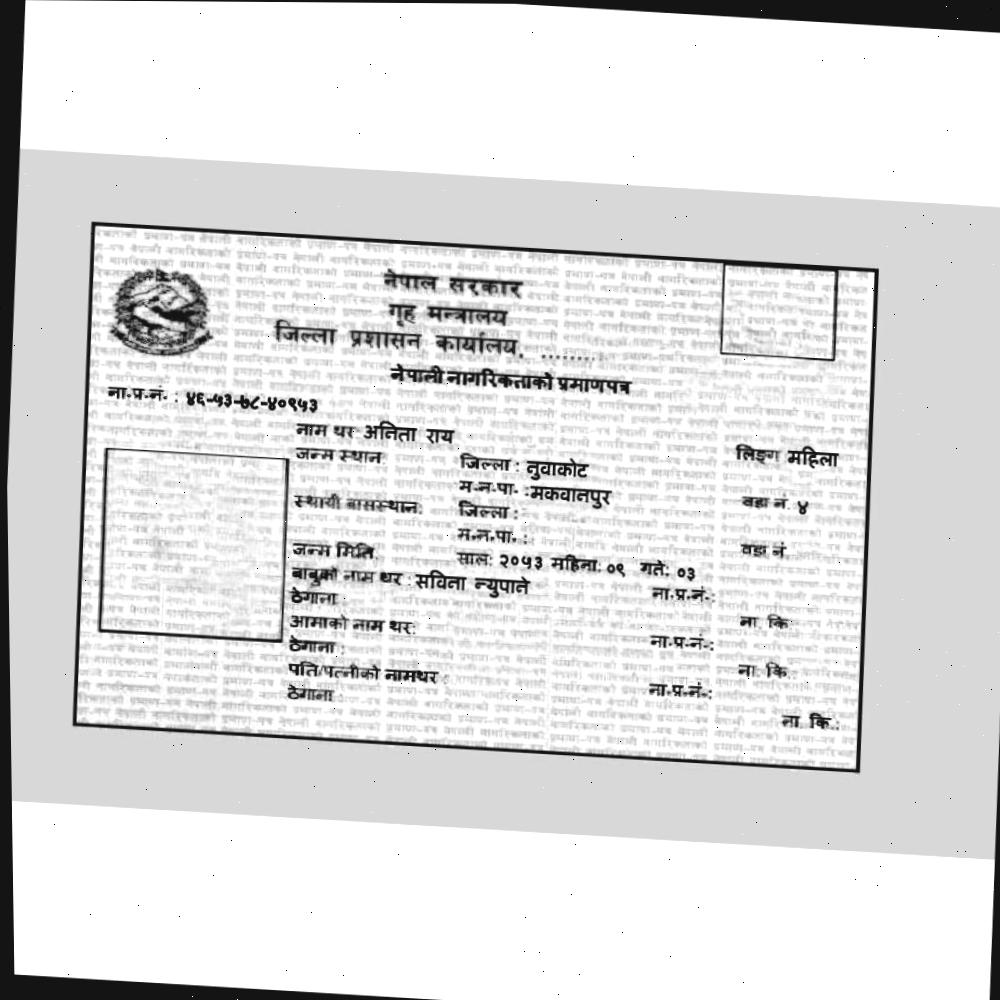 नेपाल सरकार
गृह मन्त्रालय
जिल्ला प्रशासन कार्यालय, ........
नेपाली नागरिकताको प्रमाणपत्र
ना.प्र.नं. : ४६-५३-७८-४०९५३
नाम थर अनिता राय लिङ्ग महिला
जन्म स्थान जिल्ला : नुवाकोट
म.न.पा. :मकवानपुर वडा नं. ४
स्थायी बासस्थान: जिल्ला :
म.न.पा. : वडा नं
जन्म मिति साल: २०५३ महिना: ०९ गते: ०३
बाबुको नाम थर : सविता न्युपाने ना.प्र.नं.:
ठेगाना : ना. कि:
आमाको नाम थर: ना.प्र.नं.:
ठेगाना : ना. कि.:
पति/पत्नीको नामथर : ना.प्र.नं.:
ठेगाना : ना. कि.: